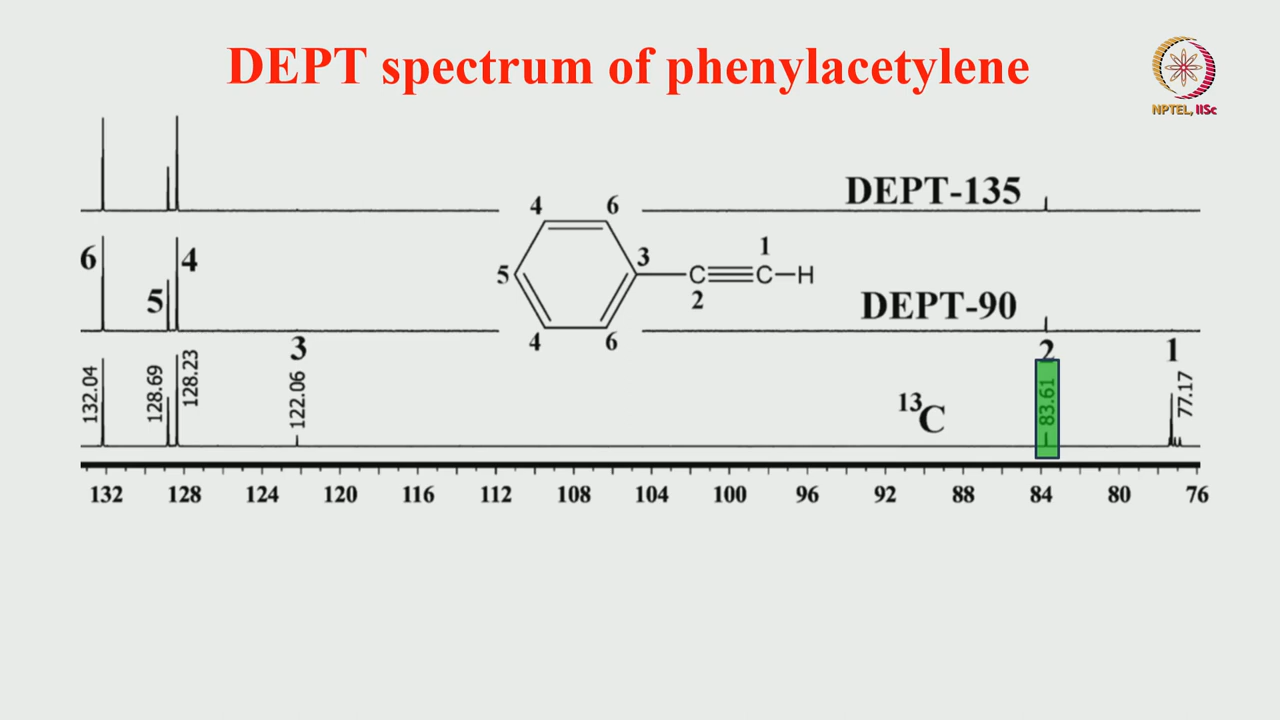 DEPT spectrum of phenylacetylene
NPTEL, IISc
DEPT-135
4 6
6 4 5 3 1
C C-H
5 2
DEPT-90
4 6
3 2 1
132.04 128.69 128.23 122.06 83.61 77.17
13C
132 128 124 120 116 112 108 104 100 96 92 88 84 80 76